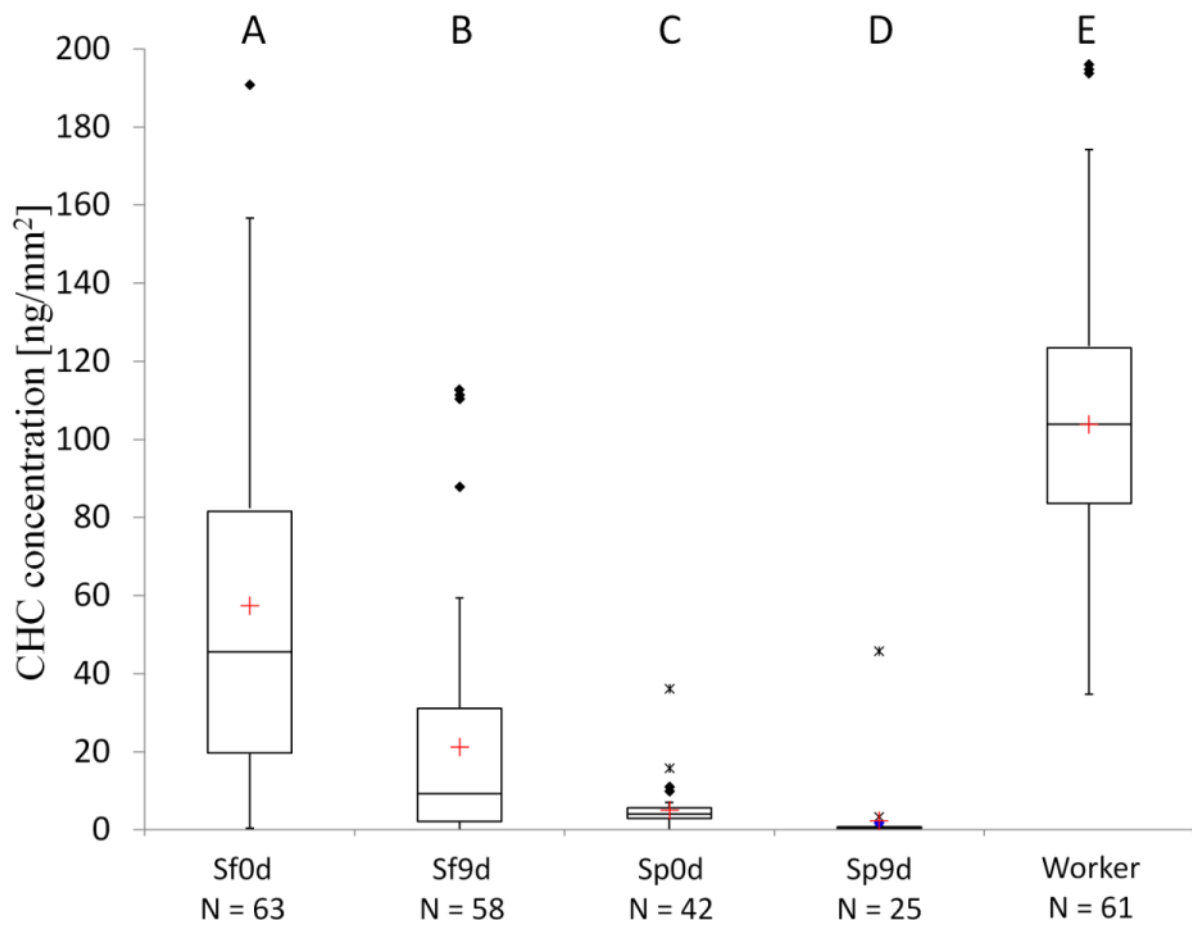 A B C D E
200
180
160
140
120
100
80
60
40
20
0
CHC concentration [ng/mm²]
Sf0d Sf9d Sp0d Sp9d Worker
N = 63 N = 58 N = 42 N = 25 N = 61